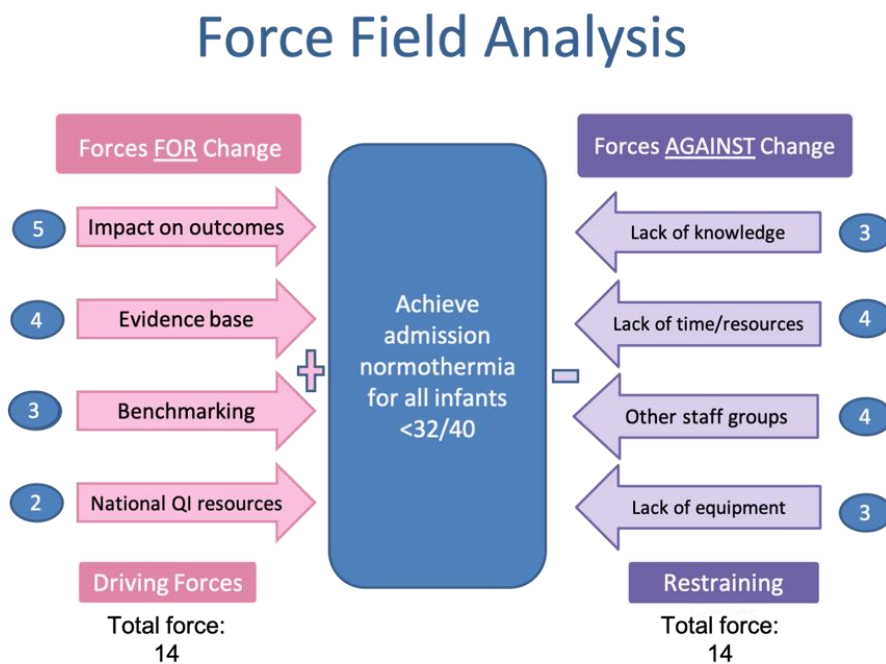 Force Field Analysis
Forces FOR Change
Forces AGAINST Change
5
Impact on outcomes
4
Evidence base
3
Benchmarking
2
National QI resources
+
Achieve
admission
normothermia
for all infants
<32/40
-
Lack of knowledge
3
Lack of time/resources
4
Other staff groups
4
Lack of equipment
3
Driving Forces
Total force:
14
Restraining
Total force:
14